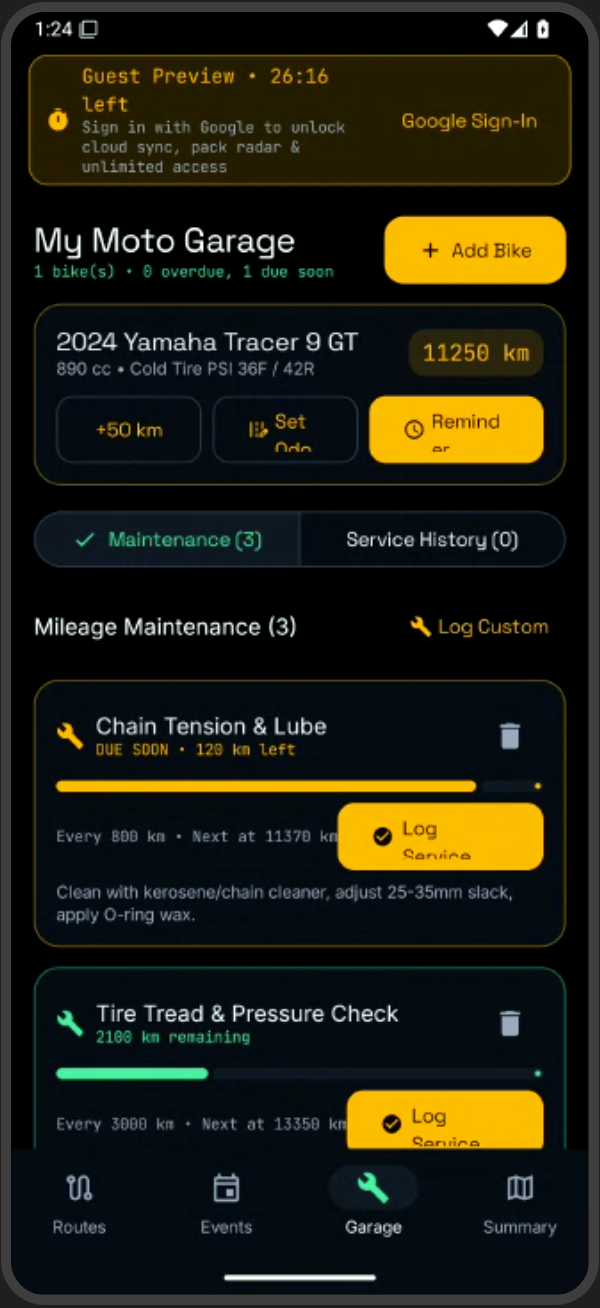 1:24
Guest Preview • 26:16
left
Sign in with Google to unlock
cloud sync, pack radar &
unlimited access
Google Sign-In
My Moto Garage
1 bike(s) • 0 overdue, 1 due soon
+ Add Bike
2024 Yamaha Tracer 9 GT
890 cc • Cold Tire PSI 36F / 42R
11250 km
+50 km
Set
Odo
Remind
er
Maintenance (3)
Service History (0)
Mileage Maintenance (3)
Log Custom
Chain Tension & Lube
DUE SOON • 120 km left
Every 800 km • Next at 11370 km
Log
Service
Clean with kerosene/chain cleaner, adjust 25-35mm slack,
apply O-ring wax.
Tire Tread & Pressure Check
2100 km remaining
Every 3000 km • Next at 13350 km
Log
Service
Routes
Events
Garage
Summary